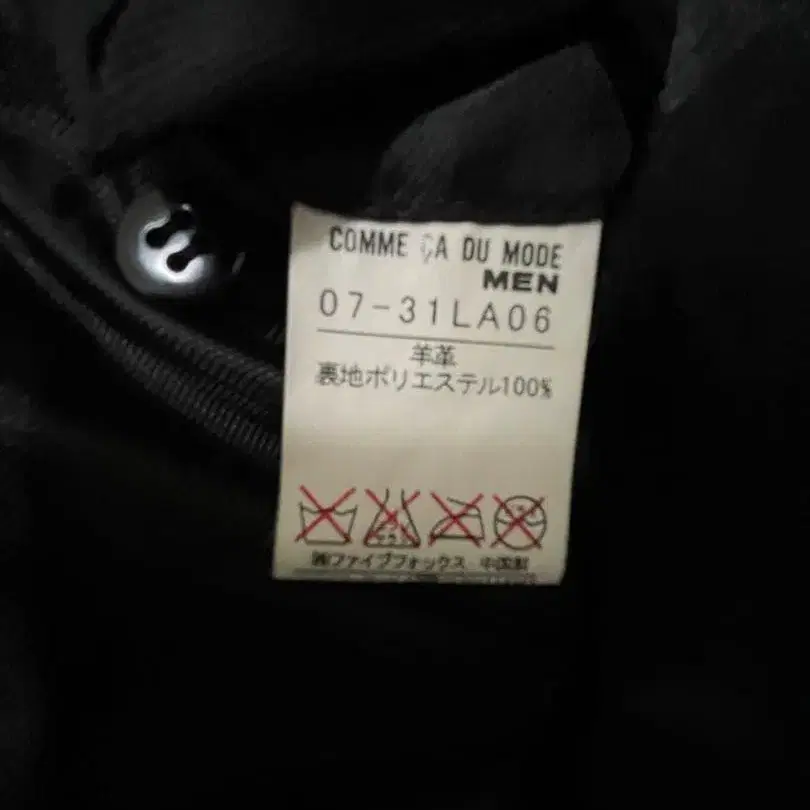 COMME ÇA DU MODE
MEN
07-31LA06
羊革
裏地ポリエステル100%
㈱ファイブフォックス 中国製